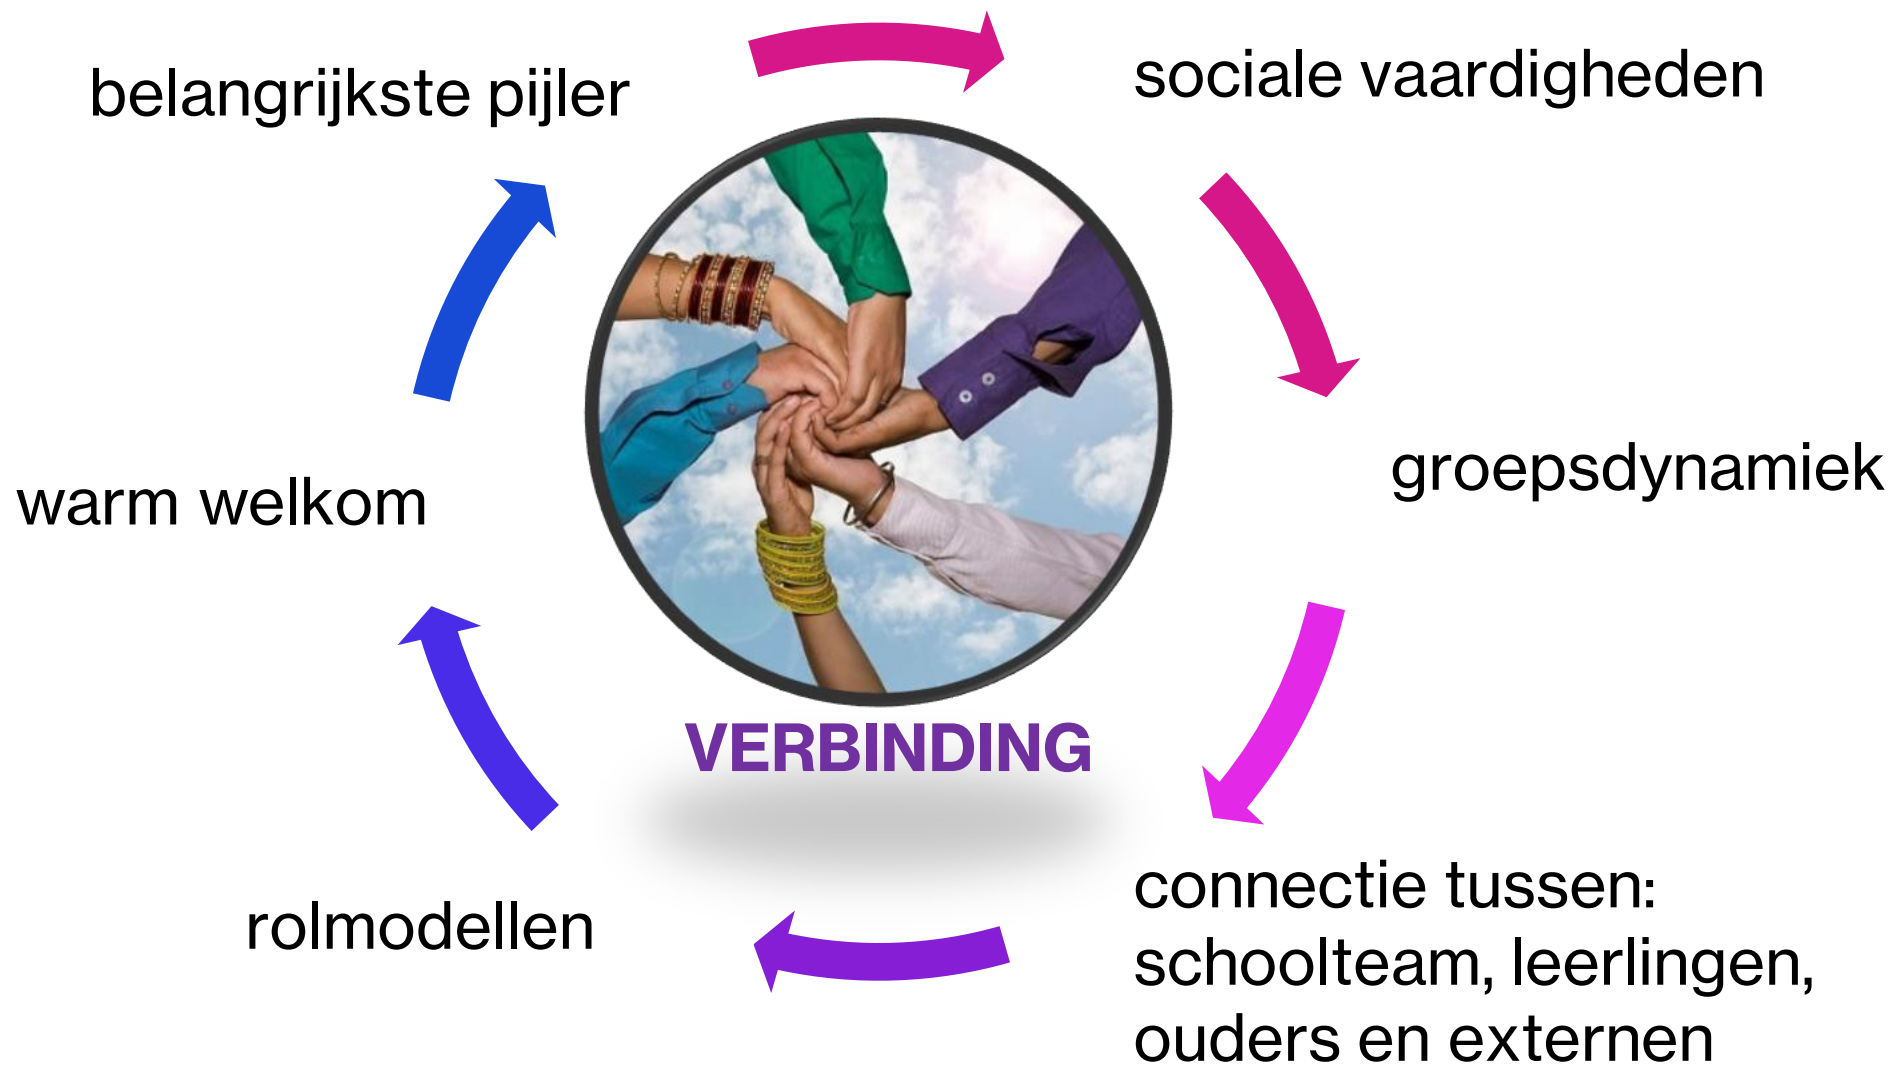 belangrijkste pijler
sociale vaardigheden
groepsdynamiek
connectie tussen:
schoolteam, leerlingen,
ouders en externen
rolmodellen
warm welkom
VERBINDING